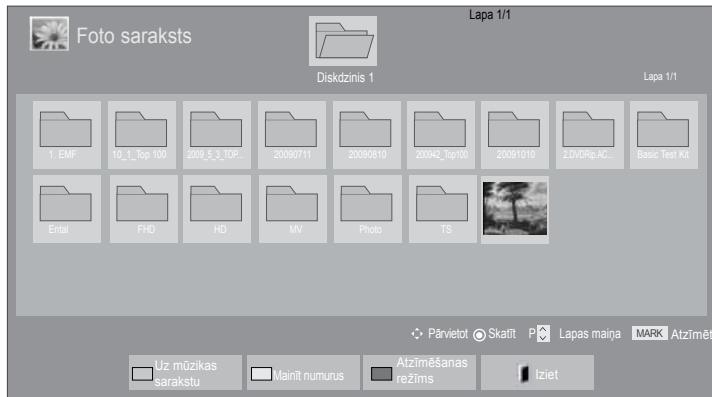 Lapa 1/1
Foto saraksts
Diskdzinis 1
Lapa 1/1
1. EMF
10_1_Top 100
2009_5_3_TOP...
20090711
20090810
200942_Top100
20091010
2.DVDRip.AC...
Basic Test Kit
Ental
FHD
HD
MV
Photo
TS
Pārvietot Skatīt P Lapas maiņa MARK Atzīmēt
Uz mūzikas
sarakstu
Mainīt numurus
Atzīmēšanas
režīms
Iziet